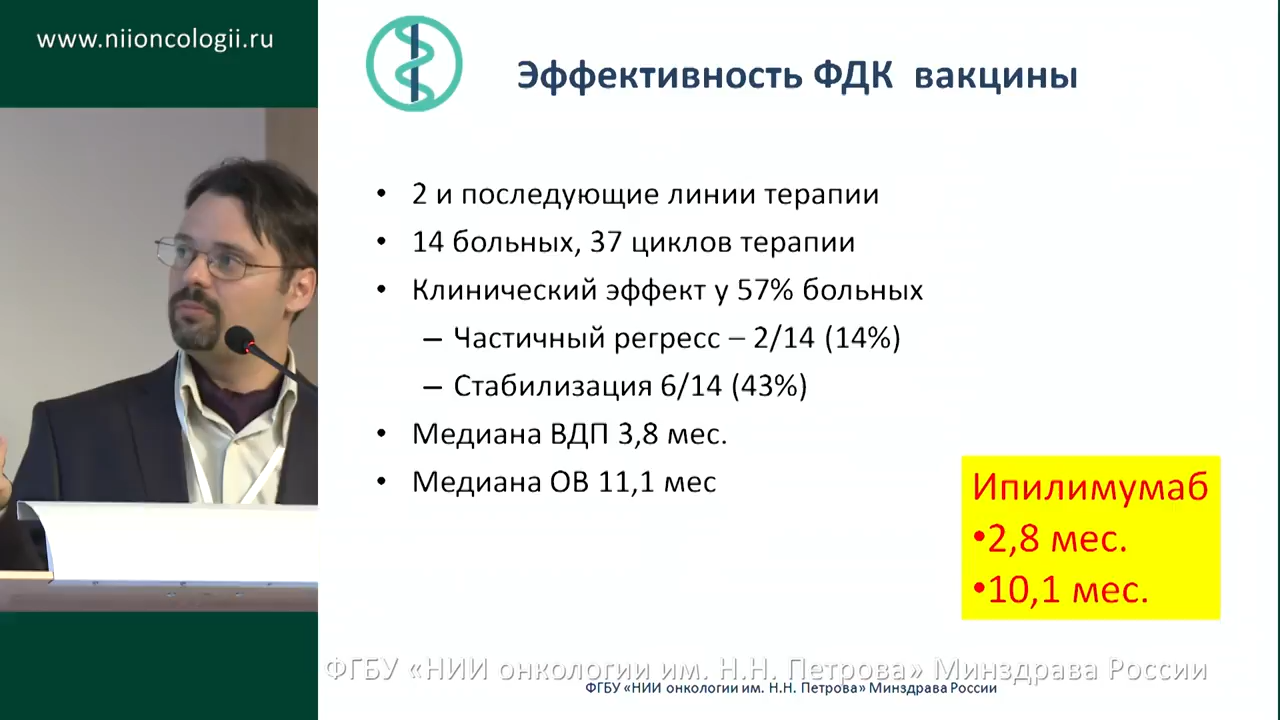 www.niioncologii.ru
Эффективность ФДК вакцины
• 2 и последующие линии терапии
• 14 больных, 37 циклов терапии
• Клинический эффект у 57% больных
– Частичный регресс – 2/14 (14%)
– Стабилизация 6/14 (43%)
• Медиана ВДП 3,8 мес.
• Медиана ОВ 11,1 мес
Ипилимумаб
•2,8 мес.
•10,1 мес.
ФГБУ «НИИ онкологии им. Н.Н. Петрова» Минздрава России
ФГБУ «НИИ онкологии им. Н.Н. Петрова» Минздрава России